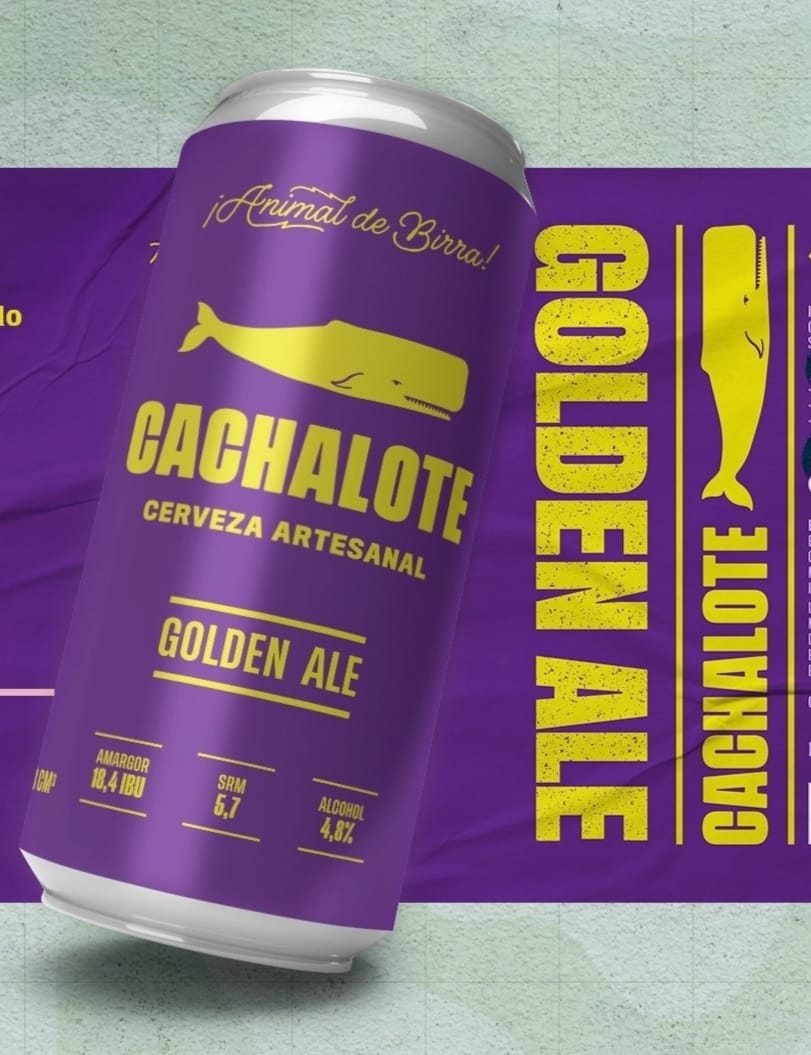 ¡Animal de Birra!
CACHALOTE
CERVEZA ARTESANAL
GOLDEN ALE
AMARGOR
18,4 IBU
SRM
5,7
ALCOHOL
4,8%
CM³
GOLDEN ALE
CACHALOTE